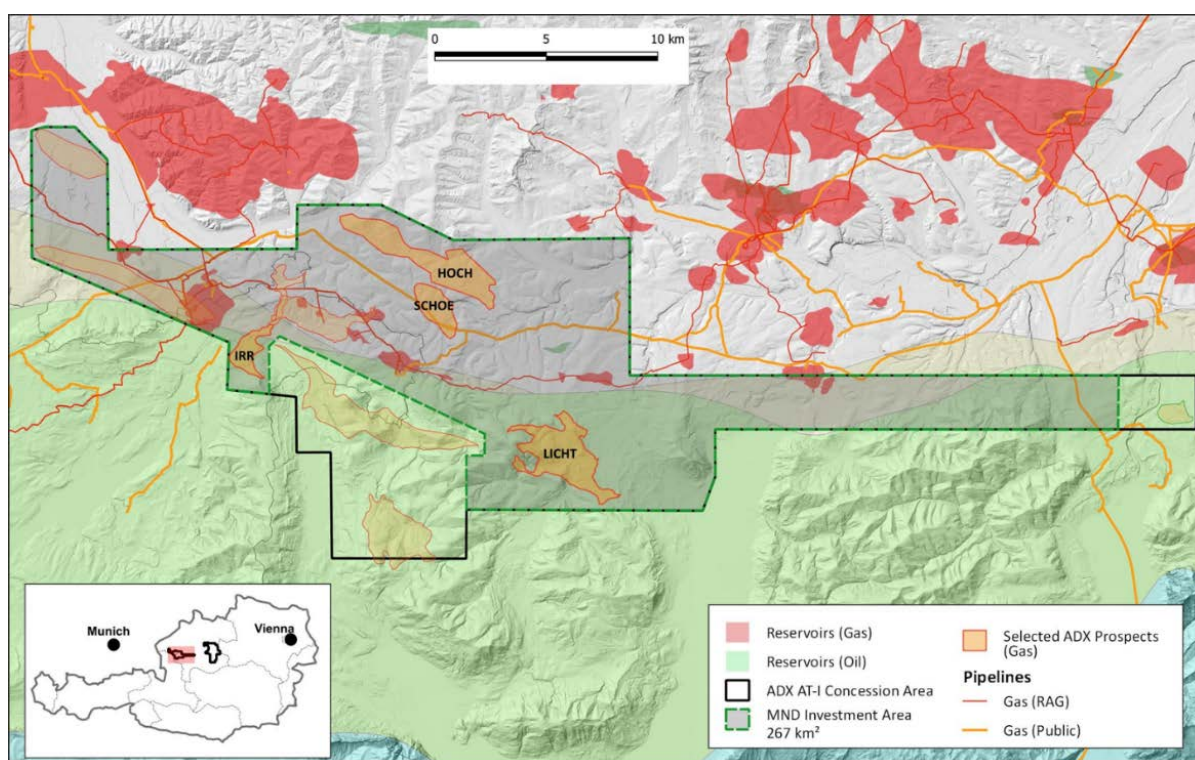 0 5 10 km
HOCH
SCHOE
IRR
LICHT
Munich
Vienna
Reservoirs (Gas)
Reservoirs (Oil)
ADX AT-I Concession Area
MND Investment Area
267 km²
Selected ADX Prospects
(Gas)
Pipelines
Gas (RAG)
Gas (Public)